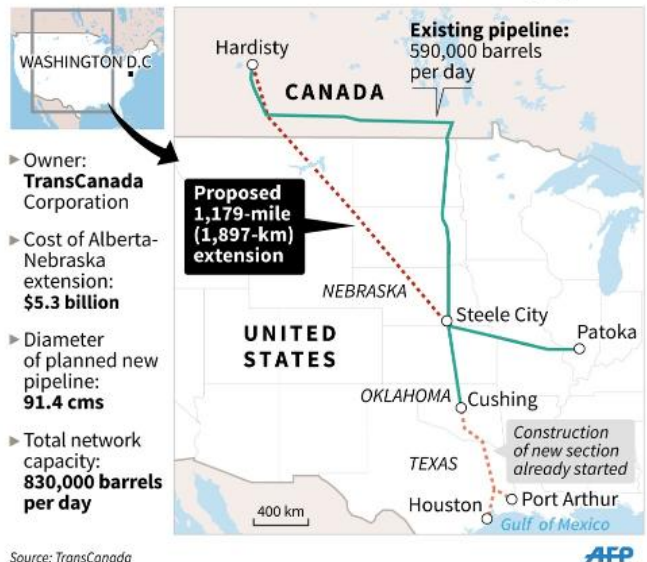 WASHINGTON D.C
Owner:
TransCanada
Corporation
Cost of Alberta-
Nebraska
extension:
$5.3 billion
Diameter
of planned new
pipeline:
91.4 cms
Total network
capacity:
830,000 barrels
per day
Hardisty
CANADA
Existing pipeline:
590,000 barrels
per day
Proposed
1,179-mile
(1,897-km)
extension
NEBRASKA
Steele City
Patoka
UNITED
STATES
OKLAHOMA
Cushing
Construction
of new section
already started
TEXAS
Houston
Port Arthur
Gulf of Mexico
400 km
Source: TransCanada
AFP